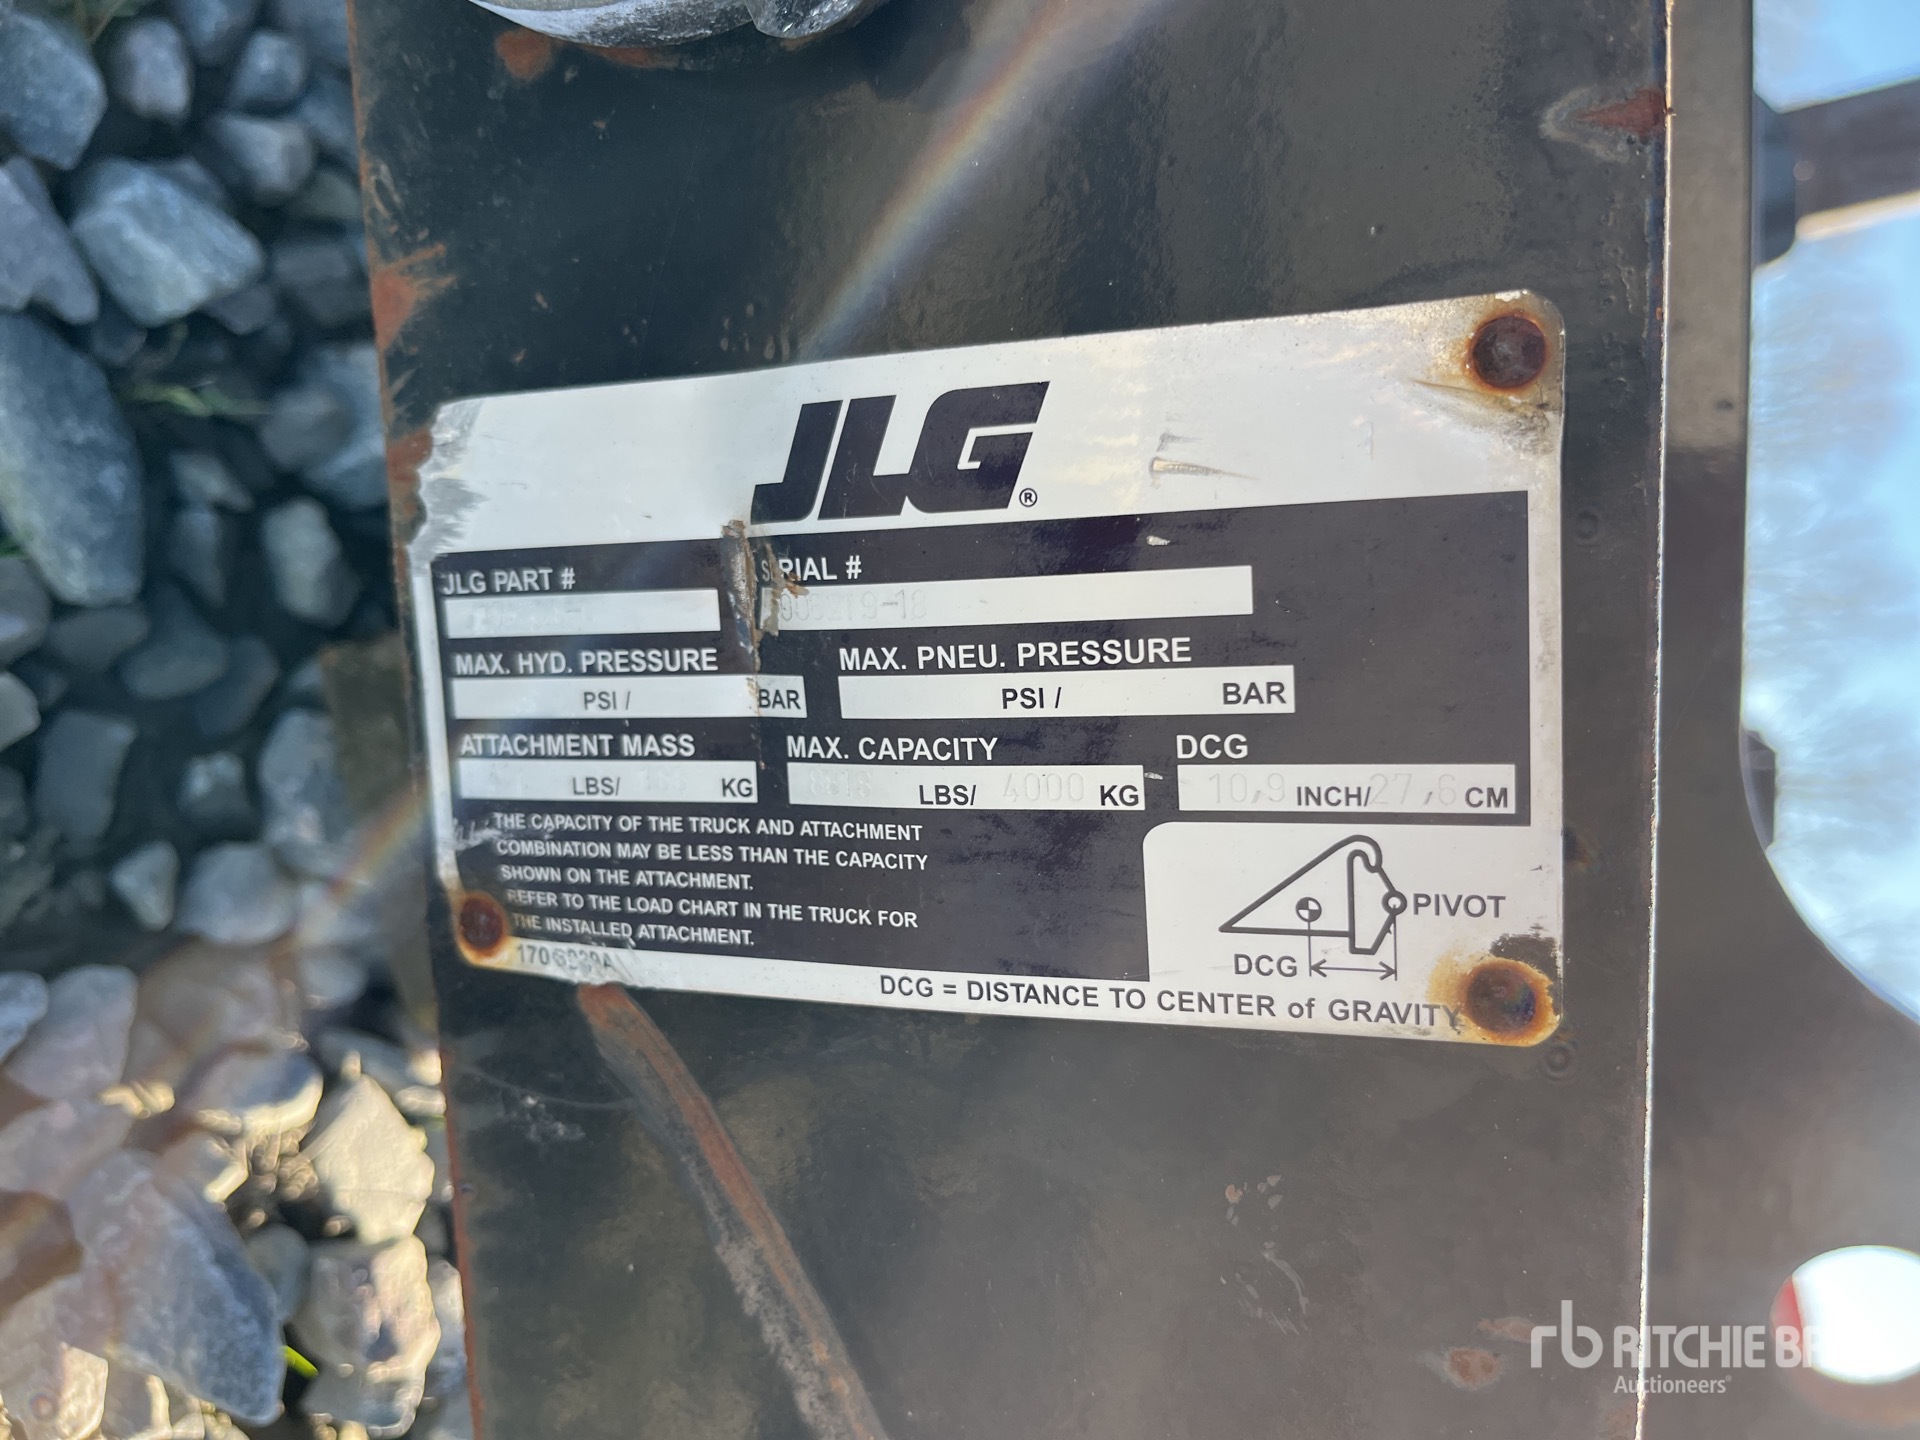 JLG®
JLG PART # SERIAL #
MAX. HYD. PRESSURE MAX. PNEU. PRESSURE
PSI / BAR PSI / BAR
ATTACHMENT MASS MAX. CAPACITY DCG
LBS/ KG LBS/ 4000 KG 10,9 INCH/ 27,6 CM
THE CAPACITY OF THE TRUCK AND ATTACHMENT
COMBINATION MAY BE LESS THAN THE CAPACITY
SHOWN ON THE ATTACHMENT.
REFER TO THE LOAD CHART IN THE TRUCK FOR
THE INSTALLED ATTACHMENT.
PIVOT
DCG
DCG = DISTANCE TO CENTER of GRAVITY
rb RITCHIE
Auctioneers